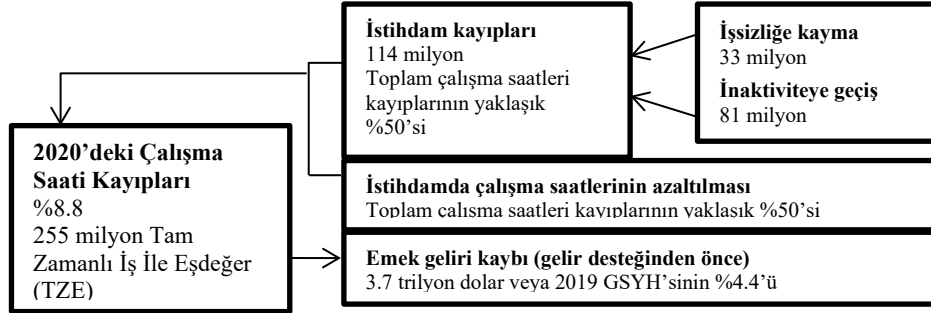 İstihdam kayıpları
114 milyon
Toplam çalışma saatleri
kayıplarının yaklaşık
%50'si
İşsizliğe kayma
33 milyon
İnaktiviteye geçiş
81 milyon
2020'deki Çalışma
Saati Kayıpları
%8.8
255 milyon Tam
Zamanlı İş İle Eşdeğer
(TZE)
İstihdamda çalışma saatlerinin azaltılması
Toplam çalışma saatleri kayıplarının yaklaşık %50'si
Emek geliri kaybı (gelir desteğinden önce)
3.7 trilyon dolar veya 2019 GSYH'sinin %4.4'ü